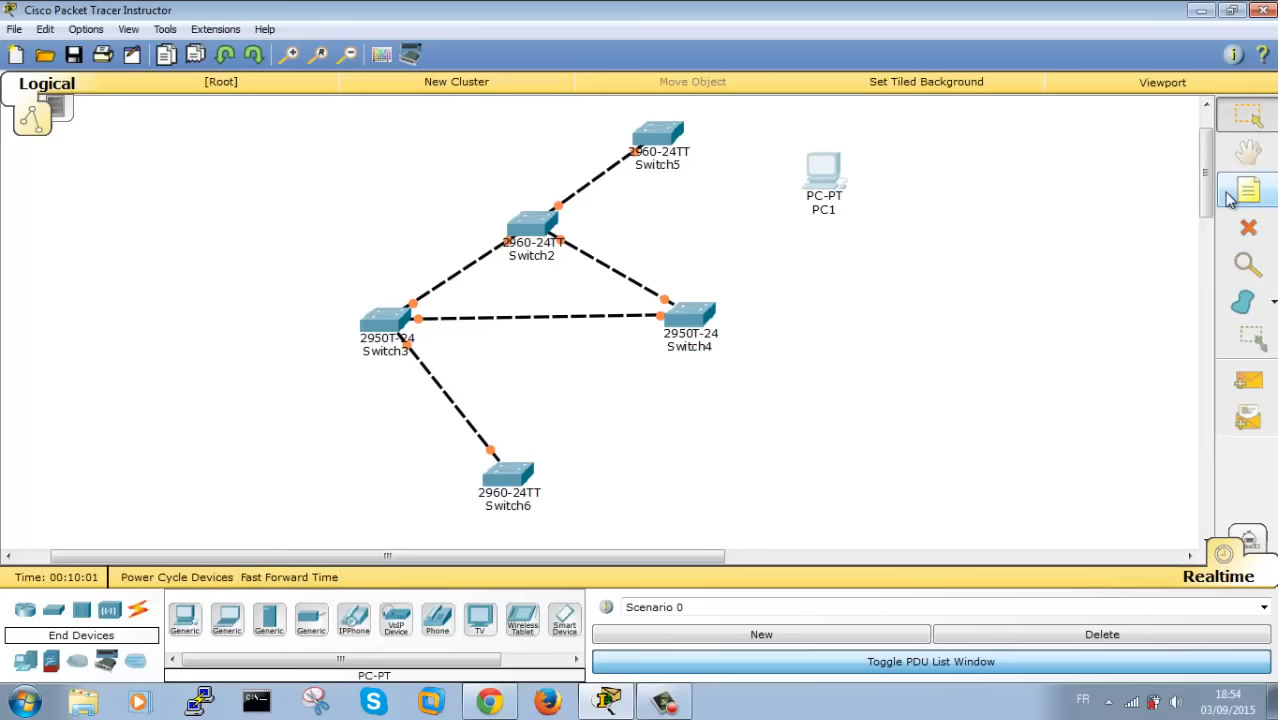 Cisco Packet Tracer Instructor
File Edit Options View Tools Extensions Help
Logical [Root] New Cluster Move Object Set Tiled Background Viewport
2960-24TT
Switch5
PC-PT
PC1
2960-24TT
Switch2
2950T-24
Switch3
2950T-24
Switch4
2960-24TT
Switch6
Time: 00:10:01 Power Cycle Devices Fast Forward Time Realtime
End Devices
Generic Generic Generic Generic IPPhone VoIP Device Phone TV Wireless Tablet Smart Device
PC-PT
Scenario 0
New Delete
Toggle PDU List Window
FR 18:54
03/09/2015